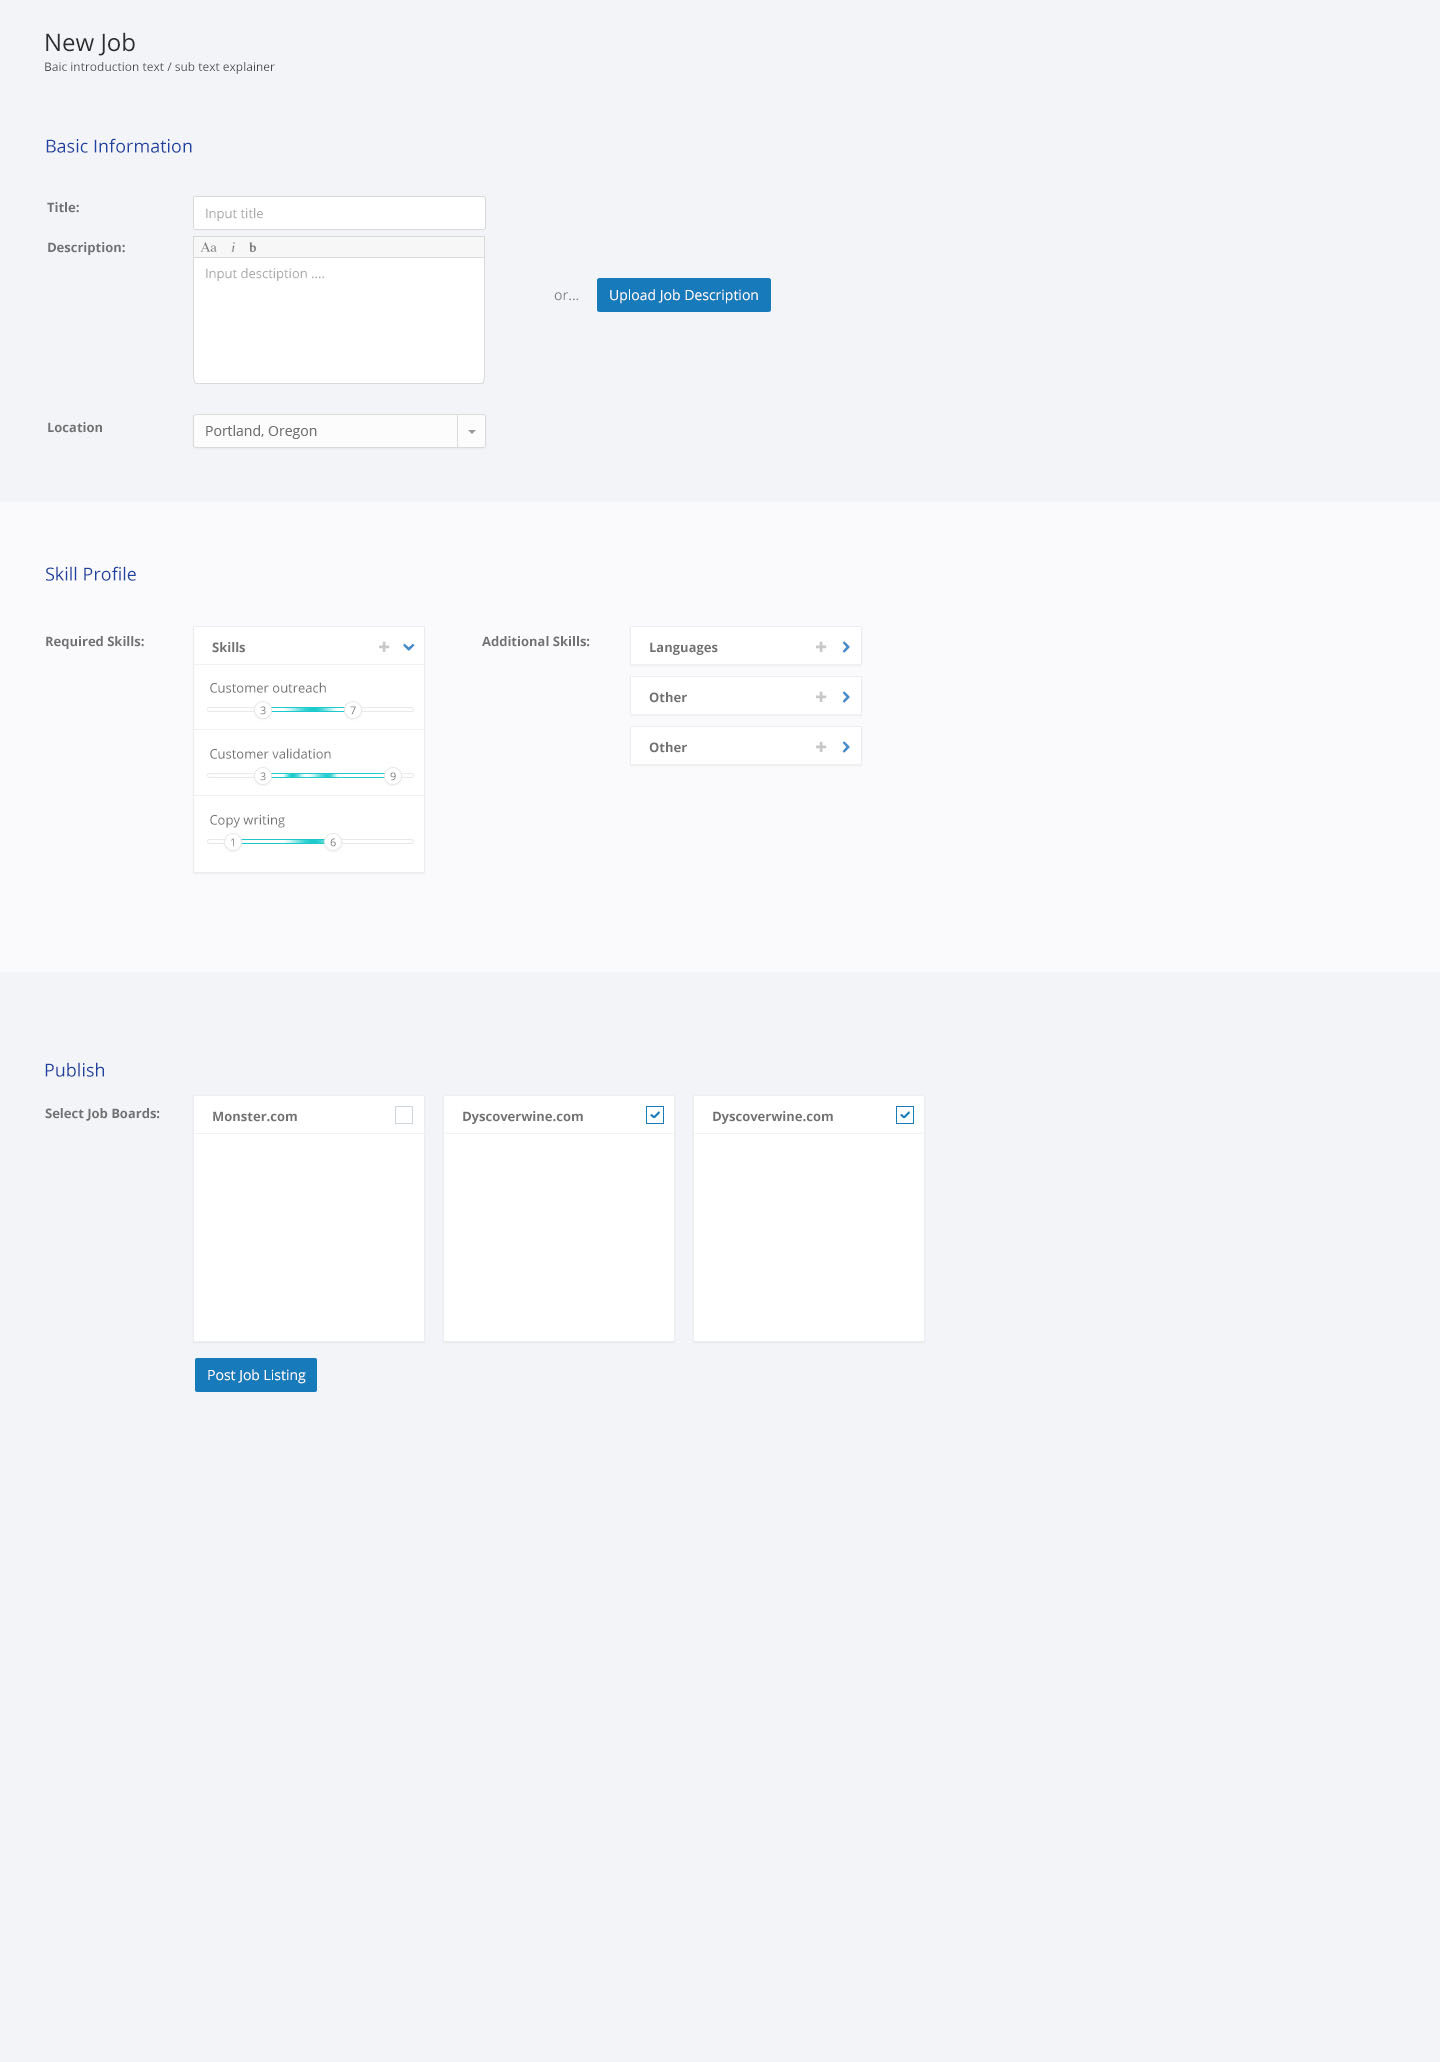 New Job
Baic introduction text / sub text explainer
Basic Information
Title:
Input title
Description:
Aa i b
Input desctiption ....
or...
Upload Job Description
Location
Portland, Oregon
Skill Profile
Required Skills:
Skills
Customer outreach
3 7
Customer validation
3 9
Copy writing
1 6
Additional Skills:
Languages
Other
Other
Publish
Select Job Boards:
Monster.com
Dyscoverwine.com
Dyscoverwine.com
Post Job Listing